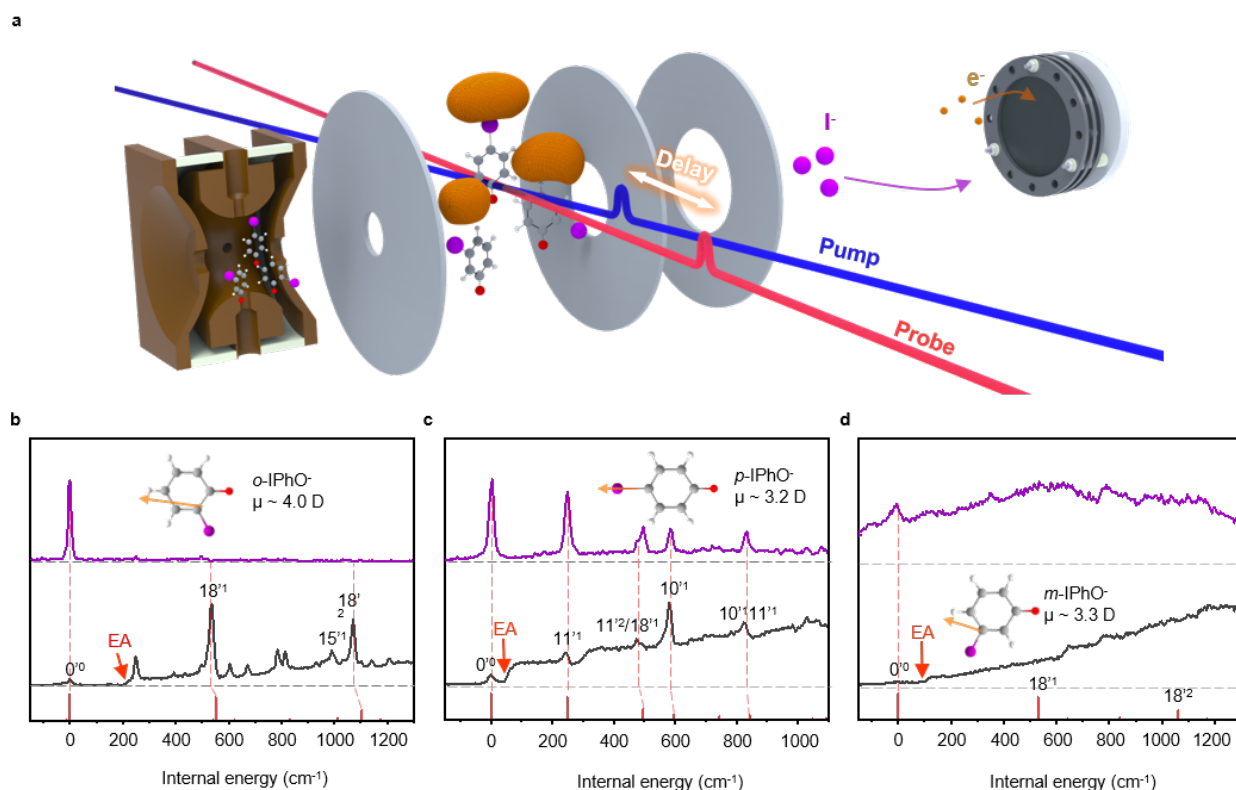 a
e-
I-
Delay
Pump
Probe
b
c
d
o-IPhO-
μ ~ 4.0 D
18'1
18'
2
15'1
EA
0'0
0 200 400 600 800 1000 1200
Internal energy (cm-1)
p-IPhO-
μ ~ 3.2 D
10'1
11'2/18'1
10'111'1
11'1
EA
0'0
0 200 400 600 800 1000
Internal energy (cm-1)
m-IPhO-
μ ~ 3.3 D
EA
0'0
18'1
18'2
0 200 400 600 800 1000 1200
Internal energy (cm-1)